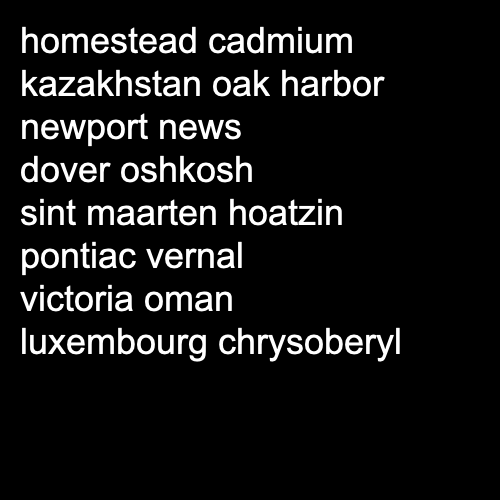 homestead cadmium
kazakhstan oak harbor
newport news
dover oshkosh
sint maarten hoatzin
pontiac vernal
victoria oman
luxembourg chrysoberyl